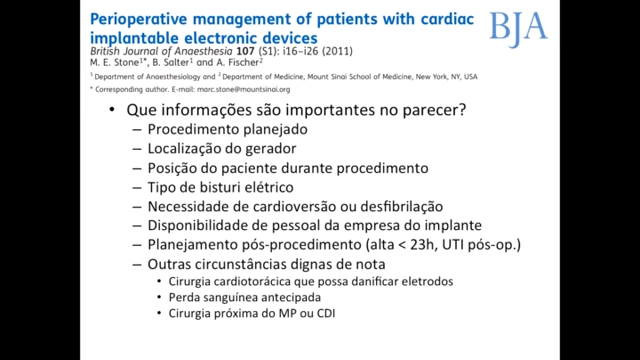 Perioperative management of patients with cardiac
implantable electronic devices
BJA
British Journal of Anaesthesia 107 (S1): i16–i26 (2011)
M. E. Stone1*, B. Salter1 and A. Fischer2
1 Department of Anaesthesiology and 2 Department of Medicine, Mount Sinai School of Medicine, New York, NY, USA
* Corresponding author. E-mail: marc.stone@mountsinai.org
• Que informações são importantes no parecer?
– Procedimento planejado
– Localização do gerador
– Posição do paciente durante procedimento
– Tipo de bisturi elétrico
– Necessidade de cardioversão ou desfibrilação
– Disponibilidade de pessoal da empresa do implante
– Planejamento pós-procedimento (alta < 23h, UTI pós-op.)
– Outras circunstâncias dignas de nota
• Cirurgia cardiotorácica que possa danificar eletrodos
• Perda sanguínea antecipada
• Cirurgia próxima do MP ou CDI